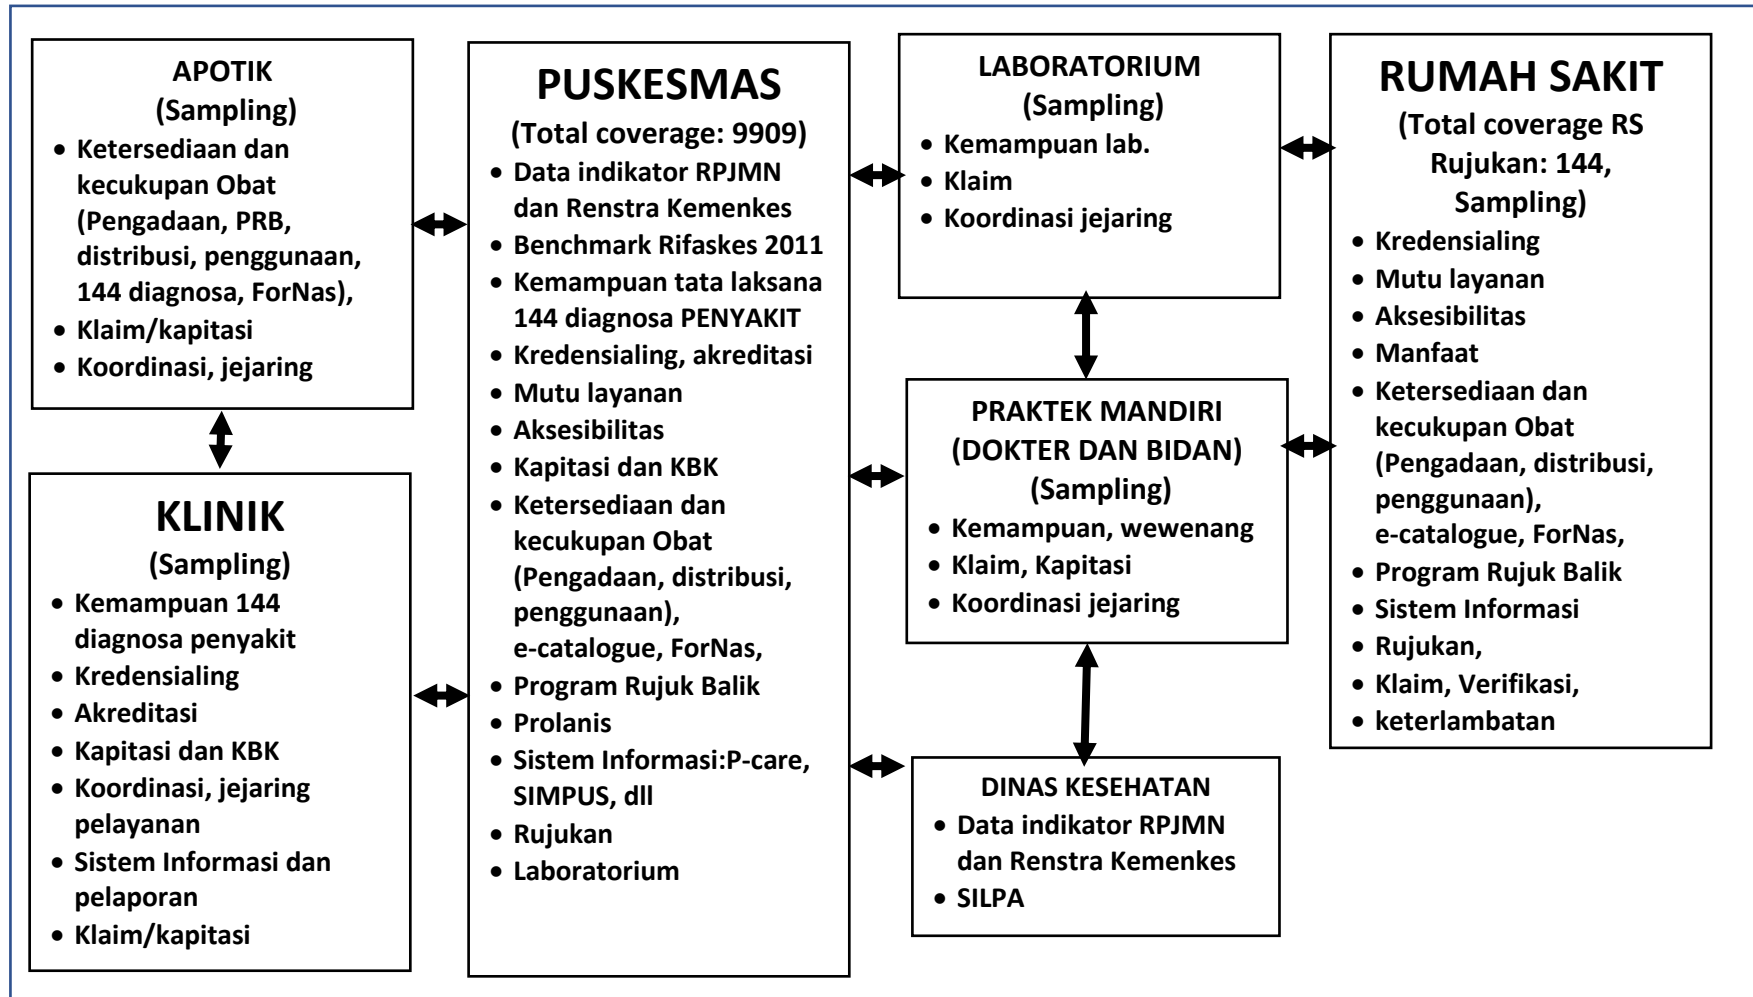 APOTIK
(Sampling)
• Ketersediaan dan
kecukupan Obat
(Pengadaan, PRB,
distribusi, penggunaan,
144 diagnosa, ForNas),
• Klaim/kapitasi
• Koordinasi, jejaring
KLINIK
(Sampling)
• Kemampuan 144
diagnosa penyakit
• Kredensialing
• Akreditasi
• Kapitasi dan KBK
• Koordinasi, jejaring
pelayanan
• Sistem Informasi dan
pelaporan
• Klaim/kapitasi
PUSKESMAS
(Total coverage: 9909)
• Data indikator RPJMN
dan Renstra Kemenkes
• Benchmark Rifaskes 2011
• Kemampuan tata laksana
144 diagnosa PENYAKIT
• Kredensialing, akreditasi
• Mutu layanan
• Aksesibilitas
• Kapitasi dan KBK
• Ketersediaan dan
kecukupan Obat
(Pengadaan, distribusi,
penggunaan),
e-catalogue, ForNas,
• Program Rujuk Balik
• Prolanis
• Sistem Informasi:P-care,
SIMPUS, dll
• Rujukan
• Laboratorium
LABORATORIUM
(Sampling)
• Kemampuan lab.
• Klaim
• Koordinasi jejaring
PRAKTEK MANDIRI
(DOKTER DAN BIDAN)
(Sampling)
• Kemampuan, wewenang
• Klaim, Kapitasi
• Koordinasi jejaring
DINAS KESEHATAN
• Data indikator RPJMN
dan Renstra Kemenkes
• SILPA
RUMAH SAKIT
(Total coverage RS
Rujukan: 144,
Sampling)
• Kredensialing
• Mutu layanan
• Aksesibilitas
• Manfaat
• Ketersediaan dan
kecukupan Obat
(Pengadaan, distribusi,
penggunaan),
e-catalogue, ForNas,
• Program Rujuk Balik
• Sistem Informasi
• Rujukan,
• Klaim, Verifikasi,
• keterlambatan